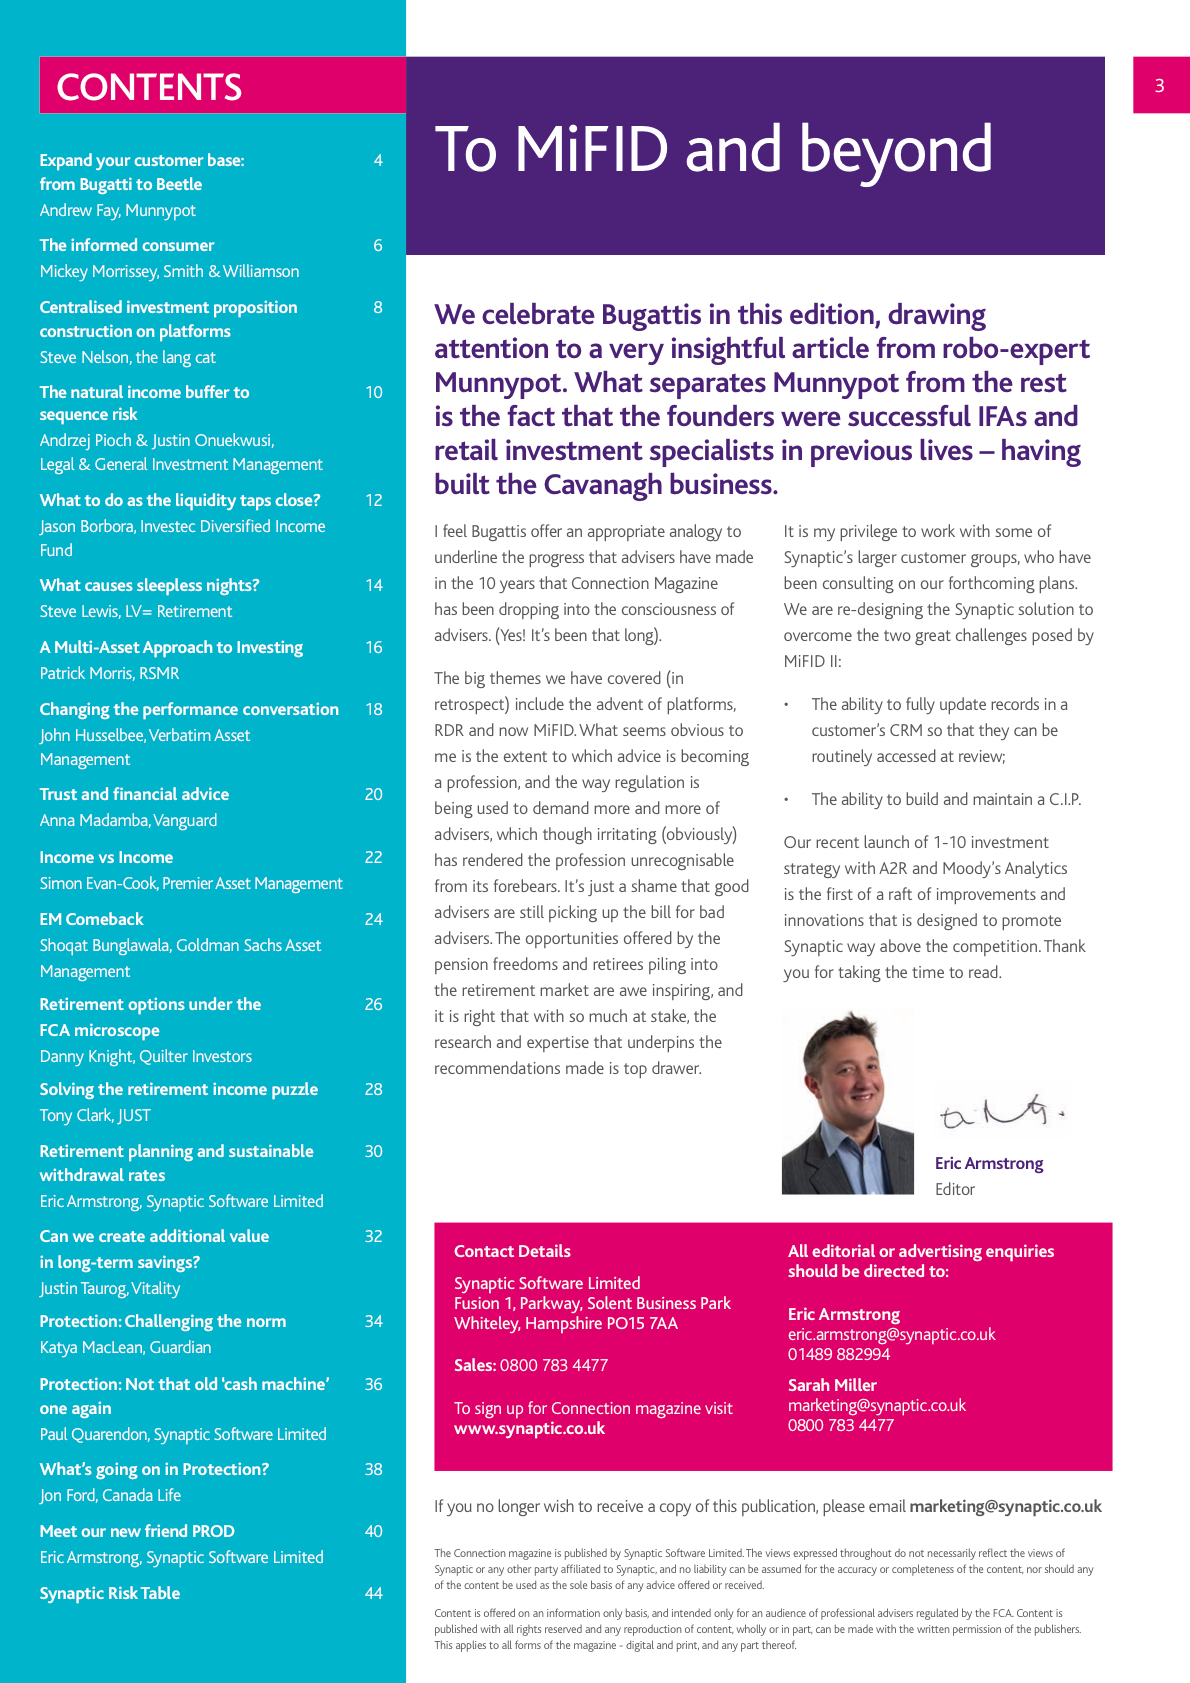 CONTENTS
Expand your customer base: 4
from Bugatti to Beetle
Andrew Fay, Munnypot
The informed consumer 6
Mickey Morrissey, Smith & Williamson
Centralised investment proposition 8
construction on platforms
Steve Nelson, the lang cat
The natural income buffer to 10
sequence risk
Andrzej Pioch & Justin Onuekwusi,
Legal & General Investment Management
What to do as the liquidity taps close? 12
Jason Borbora, Investec Diversified Income
Fund
What causes sleepless nights? 14
Steve Lewis, LV= Retirement
A Multi-Asset Approach to Investing 16
Patrick Morris, RSMR
Changing the performance conversation 18
John Husselbee, Verbatim Asset
Management
Trust and financial advice 20
Anna Madamba, Vanguard
Income vs Income 22
Simon Evan-Cook, Premier Asset Management
EM Comeback 24
Shoqat Bunglawala, Goldman Sachs Asset
Management
Retirement options under the 26
FCA microscope
Danny Knight, Quilter Investors
Solving the retirement income puzzle 28
Tony Clark, JUST
Retirement planning and sustainable 30
withdrawal rates
Eric Armstrong, Synaptic Software Limited
Can we create additional value 32
in long-term savings?
Justin Taurog, Vitality
Protection: Challenging the norm 34
Katya MacLean, Guardian
Protection: Not that old ‘cash machine’ 36
one again
Paul Quarendon, Synaptic Software Limited
What’s going on in Protection? 38
Jon Ford, Canada Life
Meet our new friend PROD 40
Eric Armstrong, Synaptic Software Limited
Synaptic Risk Table 44
3
To MiFID and beyond
We celebrate Bugattis in this edition, drawing
attention to a very insightful article from robo-expert
Munnypot. What separates Munnypot from the rest
is the fact that the founders were successful IFAs and
retail investment specialists in previous lives – having
built the Cavanagh business.
I feel Bugattis offer an appropriate analogy to
underline the progress that advisers have made
in the 10 years that Connection Magazine
has been dropping into the consciousness of
advisers. (Yes! It’s been that long).
The big themes we have covered (in
retrospect) include the advent of platforms,
RDR and now MiFID. What seems obvious to
me is the extent to which advice is becoming
a profession, and the way regulation is
being used to demand more and more of
advisers, which though irritating (obviously)
has rendered the profession unrecognisable
from its forebears. It’s just a shame that good
advisers are still picking up the bill for bad
advisers. The opportunities offered by the
pension freedoms and retirees piling into
the retirement market are awe inspiring, and
it is right that with so much at stake, the
research and expertise that underpins the
recommendations made is top drawer.
It is my privilege to work with some of
Synaptic’s larger customer groups, who have
been consulting on our forthcoming plans.
We are re-designing the Synaptic solution to
overcome the two great challenges posed by
MiFID II:
• The ability to fully update records in a
customer’s CRM so that they can be
routinely accessed at review;
• The ability to build and maintain a C.I.P.
Our recent launch of 1-10 investment
strategy with A2R and Moody’s Analytics
is the first of a raft of improvements and
innovations that is designed to promote
Synaptic way above the competition. Thank
you for taking the time to read.
Eric Armstrong
Editor
Contact Details
Synaptic Software Limited
Fusion 1, Parkway, Solent Business Park
Whiteley, Hampshire PO15 7AA
Sales: 0800 783 4477
To sign up for Connection magazine visit
www.synaptic.co.uk
All editorial or advertising enquiries
should be directed to:
Eric Armstrong
eric.armstrong@synaptic.co.uk
01489 882994
Sarah Miller
marketing@synaptic.co.uk
0800 783 4477
If you no longer wish to receive a copy of this publication, please email marketing@synaptic.co.uk
The Connection magazine is published by Synaptic Software Limited. The views expressed throughout do not necessarily reflect the views of
Synaptic or any other party affiliated to Synaptic, and no liability can be assumed for the accuracy or completeness of the content, nor should any
of the content be used as the sole basis of any advice offered or received.
Content is offered on an information only basis, and intended only for an audience of professional advisers regulated by the FCA. Content is
published with all rights reserved and any reproduction of content, wholly or in part, can be made with the written permission of the publishers.
This applies to all forms of the magazine - digital and print, and any part thereof.